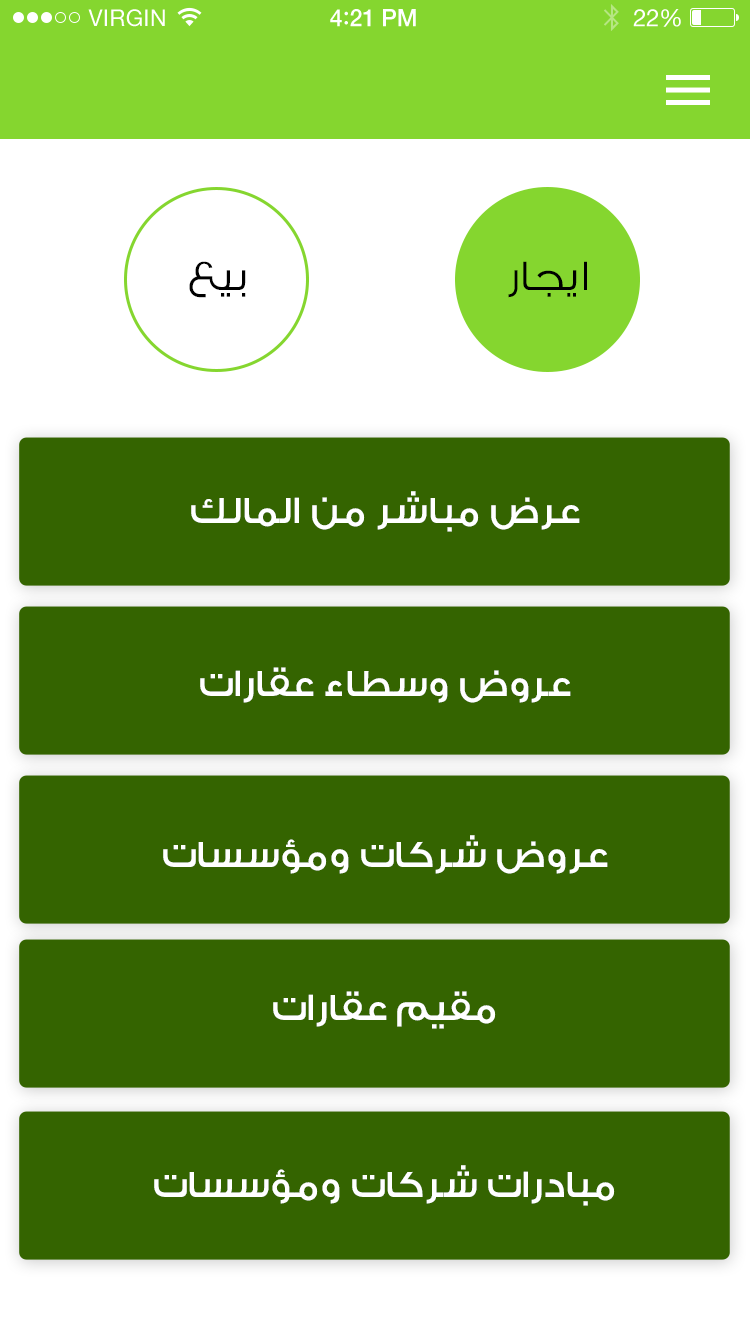 VIRGIN 4:21 PM 22%
ايجار
بيع
عرض مباشر من المالك
عروض وسطاء عقارات
عروض شركات ومؤسسات
مقيم عقارات
مبادرات شركات ومؤسسات